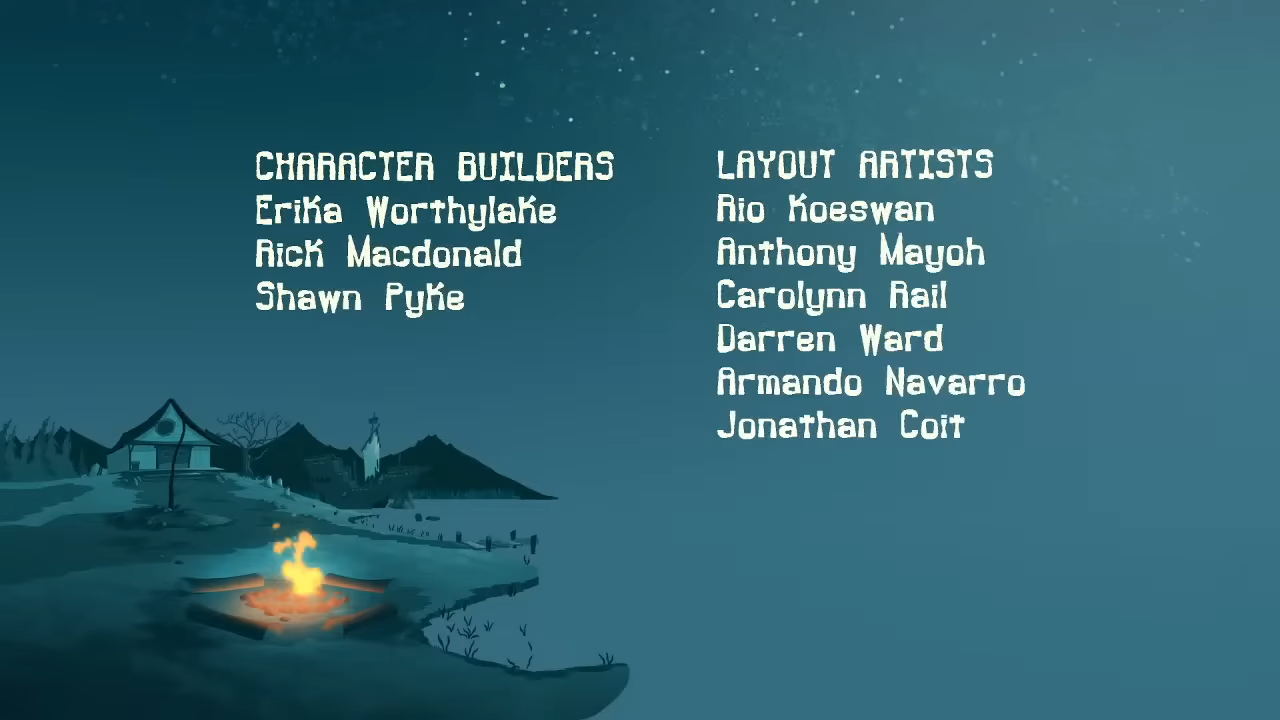 CHARACTER BUILDERS
Erika Worthylake
Rick Macdonald
Shawn Pyke
LAYOUT ARTISTS
Rio Koeswan
Anthony Mayoh
Carolynn Rail
Darren Ward
Armando Navarro
Jonathan Coit